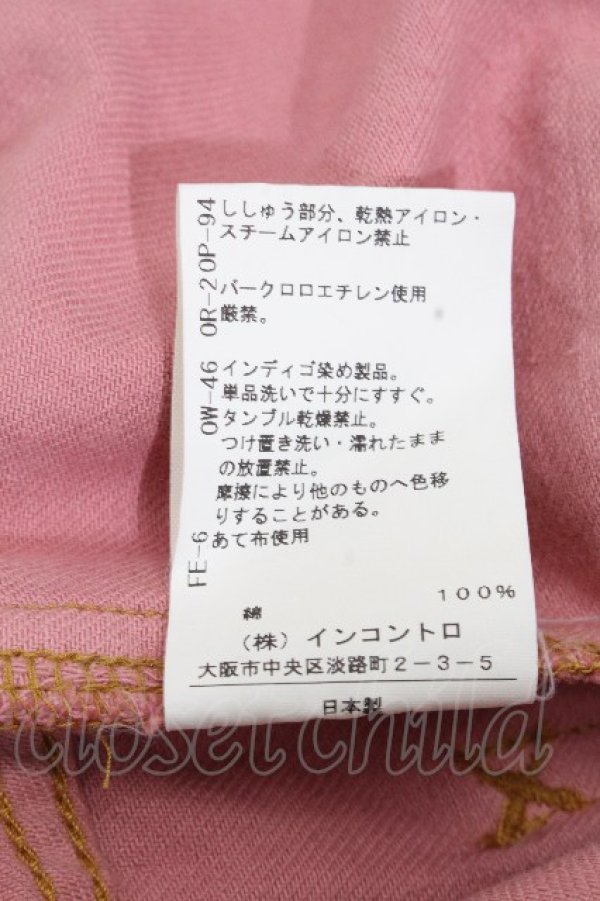 OP-94
ししゅう部分、乾熱アイロン・
スチームアイロン禁止
OR-2
パークロロエチレン使用
厳禁。
OW-46
インディゴ染め製品。
単品洗いで十分にすすぐ。
タンブル乾燥禁止。
つけ置き洗い・濡れたまま
の放置禁止。
摩擦により他のものへ色移
りすることがある。
FE-6
あて布使用
綿 100%
(株) インコントロ
大阪市中央区淡路町2-3-5
日本製
closet child